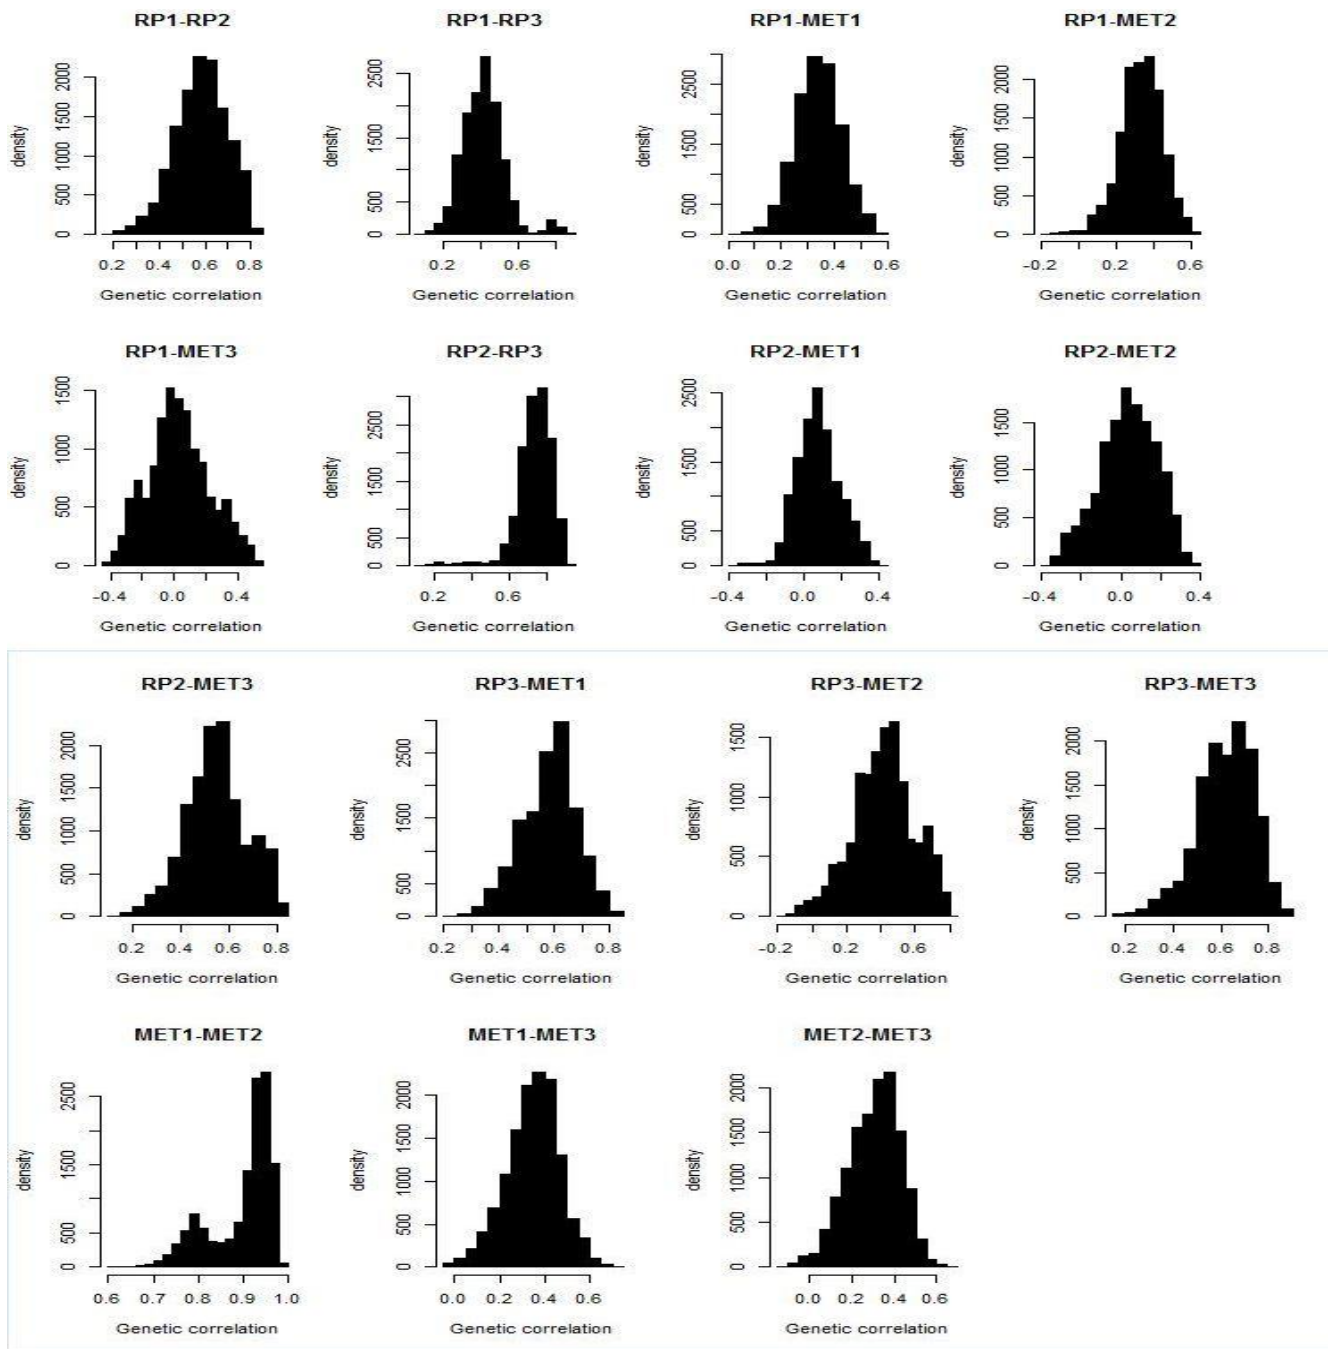 RP1-RP2
density
0 500 1000 1500 2000
0.2 0.4 0.6 0.8
Genetic correlation
RP1-RP3
density
0 500 1500 2500
0.2 0.6
Genetic correlation
RP1-MET1
density
0 500 1500 2500
0.0 0.2 0.4 0.6
Genetic correlation
RP1-MET2
density
0 500 1000 1500 2000
-0.2 0.2 0.6
Genetic correlation
RP1-MET3
density
0 500 1000 1500
-0.4 0.0 0.4
Genetic correlation
RP2-RP3
density
0 500 1500 2500
0.2 0.6
Genetic correlation
RP2-MET1
density
0 500 1500 2500
-0.4 0.0 0.4
Genetic correlation
RP2-MET2
density
0 500 1000 1500
-0.4 0.0 0.4
Genetic correlation
RP2-MET3
density
0 500 1000 1500 2000
0.2 0.4 0.6 0.8
Genetic correlation
RP3-MET1
density
0 500 1500 2500
0.2 0.4 0.6 0.8
Genetic correlation
RP3-MET2
density
0 500 1000 1500
-0.2 0.2 0.6
Genetic correlation
RP3-MET3
density
0 500 1000 1500 2000
0.2 0.4 0.6 0.8
Genetic correlation
MET1-MET2
density
0 500 1500 2500
0.6 0.7 0.8 0.9 1.0
Genetic correlation
MET1-MET3
density
0 500 1000 1500 2000
0.0 0.2 0.4 0.6
Genetic correlation
MET2-MET3
density
0 500 1000 1500 2000
0.0 0.2 0.4 0.6
Genetic correlation